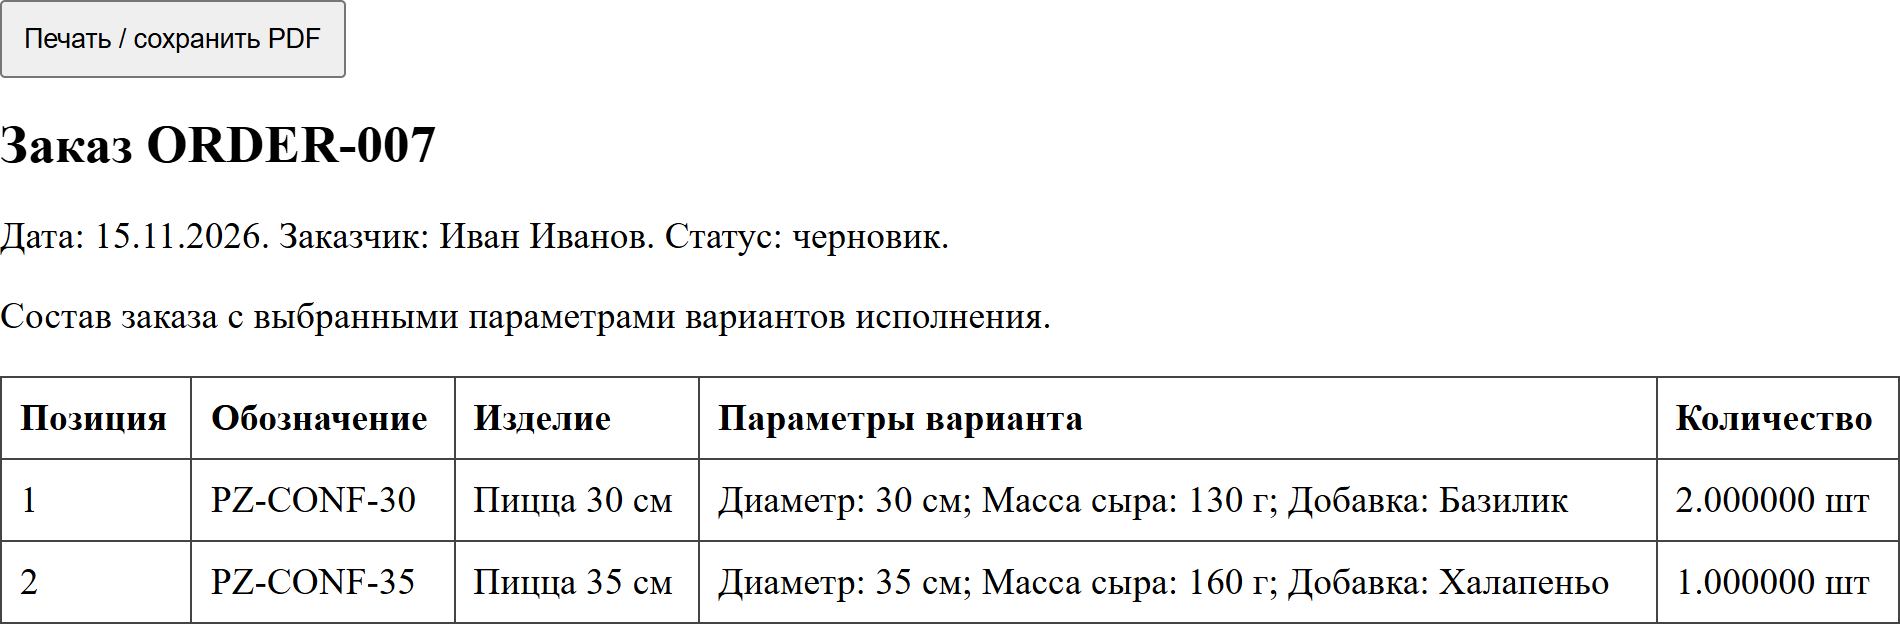 Печать / сохранить PDF
Заказ ORDER-007
Дата: 15.11.2026. Заказчик: Иван Иванов. Статус: черновик.
Состав заказа с выбранными параметрами вариантов исполнения.
Позиция Обозначение Изделие Параметры варианта Количество
1 PZ-CONF-30 Пицца 30 см Диаметр: 30 см; Масса сыра: 130 г; Добавка: Базилик 2.000000 шт
2 PZ-CONF-35 Пицца 35 см Диаметр: 35 см; Масса сыра: 160 г; Добавка: Халапеньо 1.000000 шт